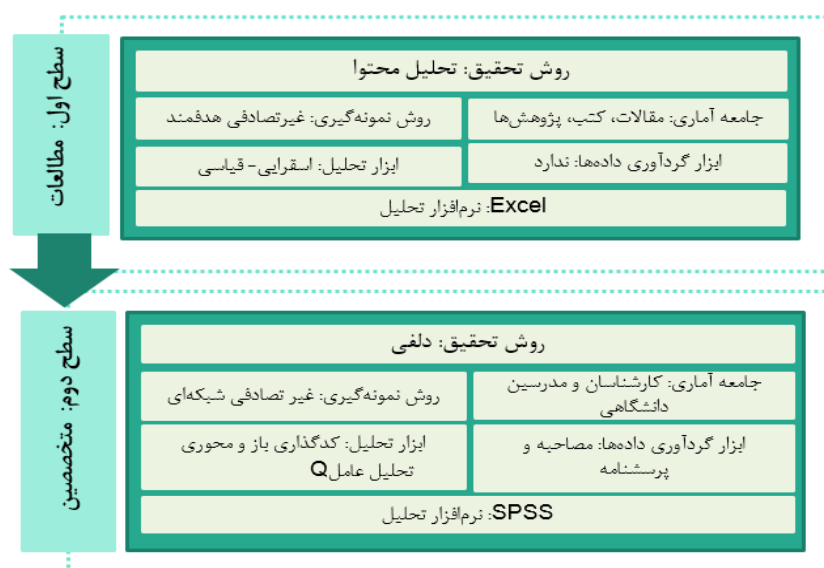 سطح اول: مطالعات
روش تحقیق: تحلیل محتوا
جامعه آماری: مقالات، کتب، پژوهش‌ها
روش نمونه‌گیری: غیرتصادفی هدفمند
ابزار گردآوری داده‌ها: ندارد
ابزار تحلیل: اسقرایی- قیاسی
Excel: نرم‌افزار تحلیل
سطح دوم: متخصصین
روش تحقیق: دلفی
جامعه آماری: کارشناسان و مدرسین
دانشگاهی
روش نمونه‌گیری: غیر تصادفی شبکه‌ای
ابزار گردآوری داده‌ها: مصاحبه و
پرسشنامه
ابزار تحلیل: کدگذاری باز و محوری
تحلیل عاملQ
SPSS: نرم‌افزار تحلیل